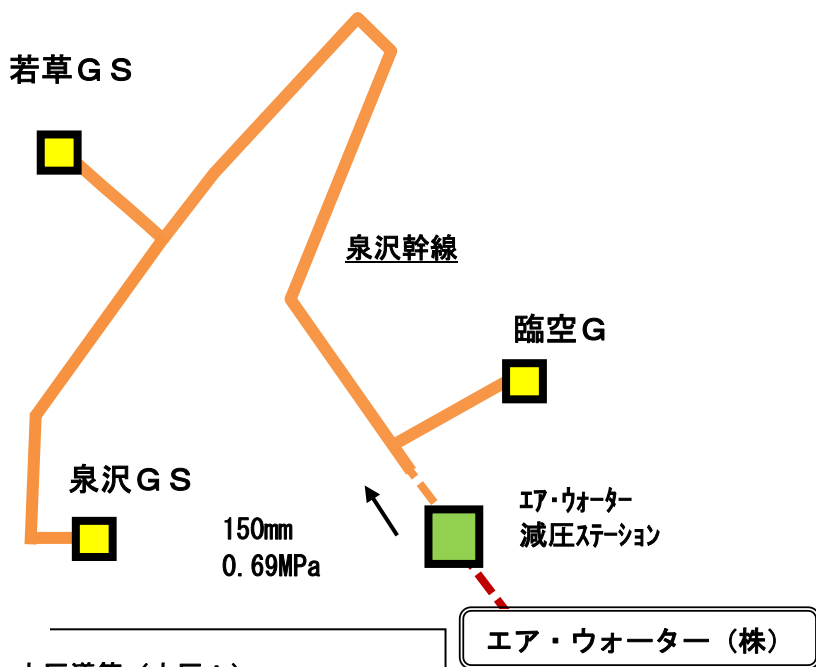 若草ＧＳ
泉沢幹線
臨空Ｇ
泉沢ＧＳ
150mm
0.69MPa
ｴｱ・ｳｫｰﾀｰ
減圧ｽﾃｰｼｮﾝ
エア・ウォーター（株）